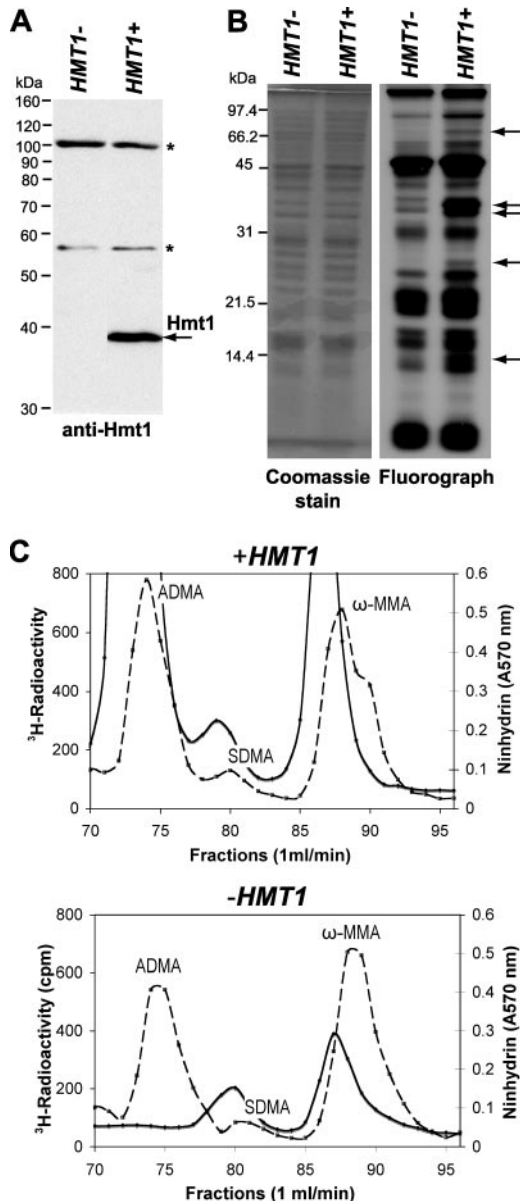 A
HMT1-
HMT1+
kDa
160
120
100
90
80
60
50
40
30
*
*
Hmt1
anti-Hmt1
B
HMT1-
HMT1+
HMT1-
HMT1+
kDa
97.4
66.2
45
31
21.5
14.4
Coomassie stain
Fluorograph
C
+HMT1
800
600
400
200
0
³H-Radioactivity
ADMA
SDMA
ω-MMA
0.6
0.5
0.4
0.3
0.2
0.1
0
Ninhydrin (A570 nm)
70 75 80 85 90 95
Fractions (1ml/min)
-HMT1
800
600
400
200
0
³H-Radioactivity (cpm)
ADMA
SDMA
ω-MMA
0.6
0.5
0.4
0.3
0.2
0.1
0
Ninhydrin (A570 nm)
70 75 80 85 90 95
Fractions (1 ml/min)